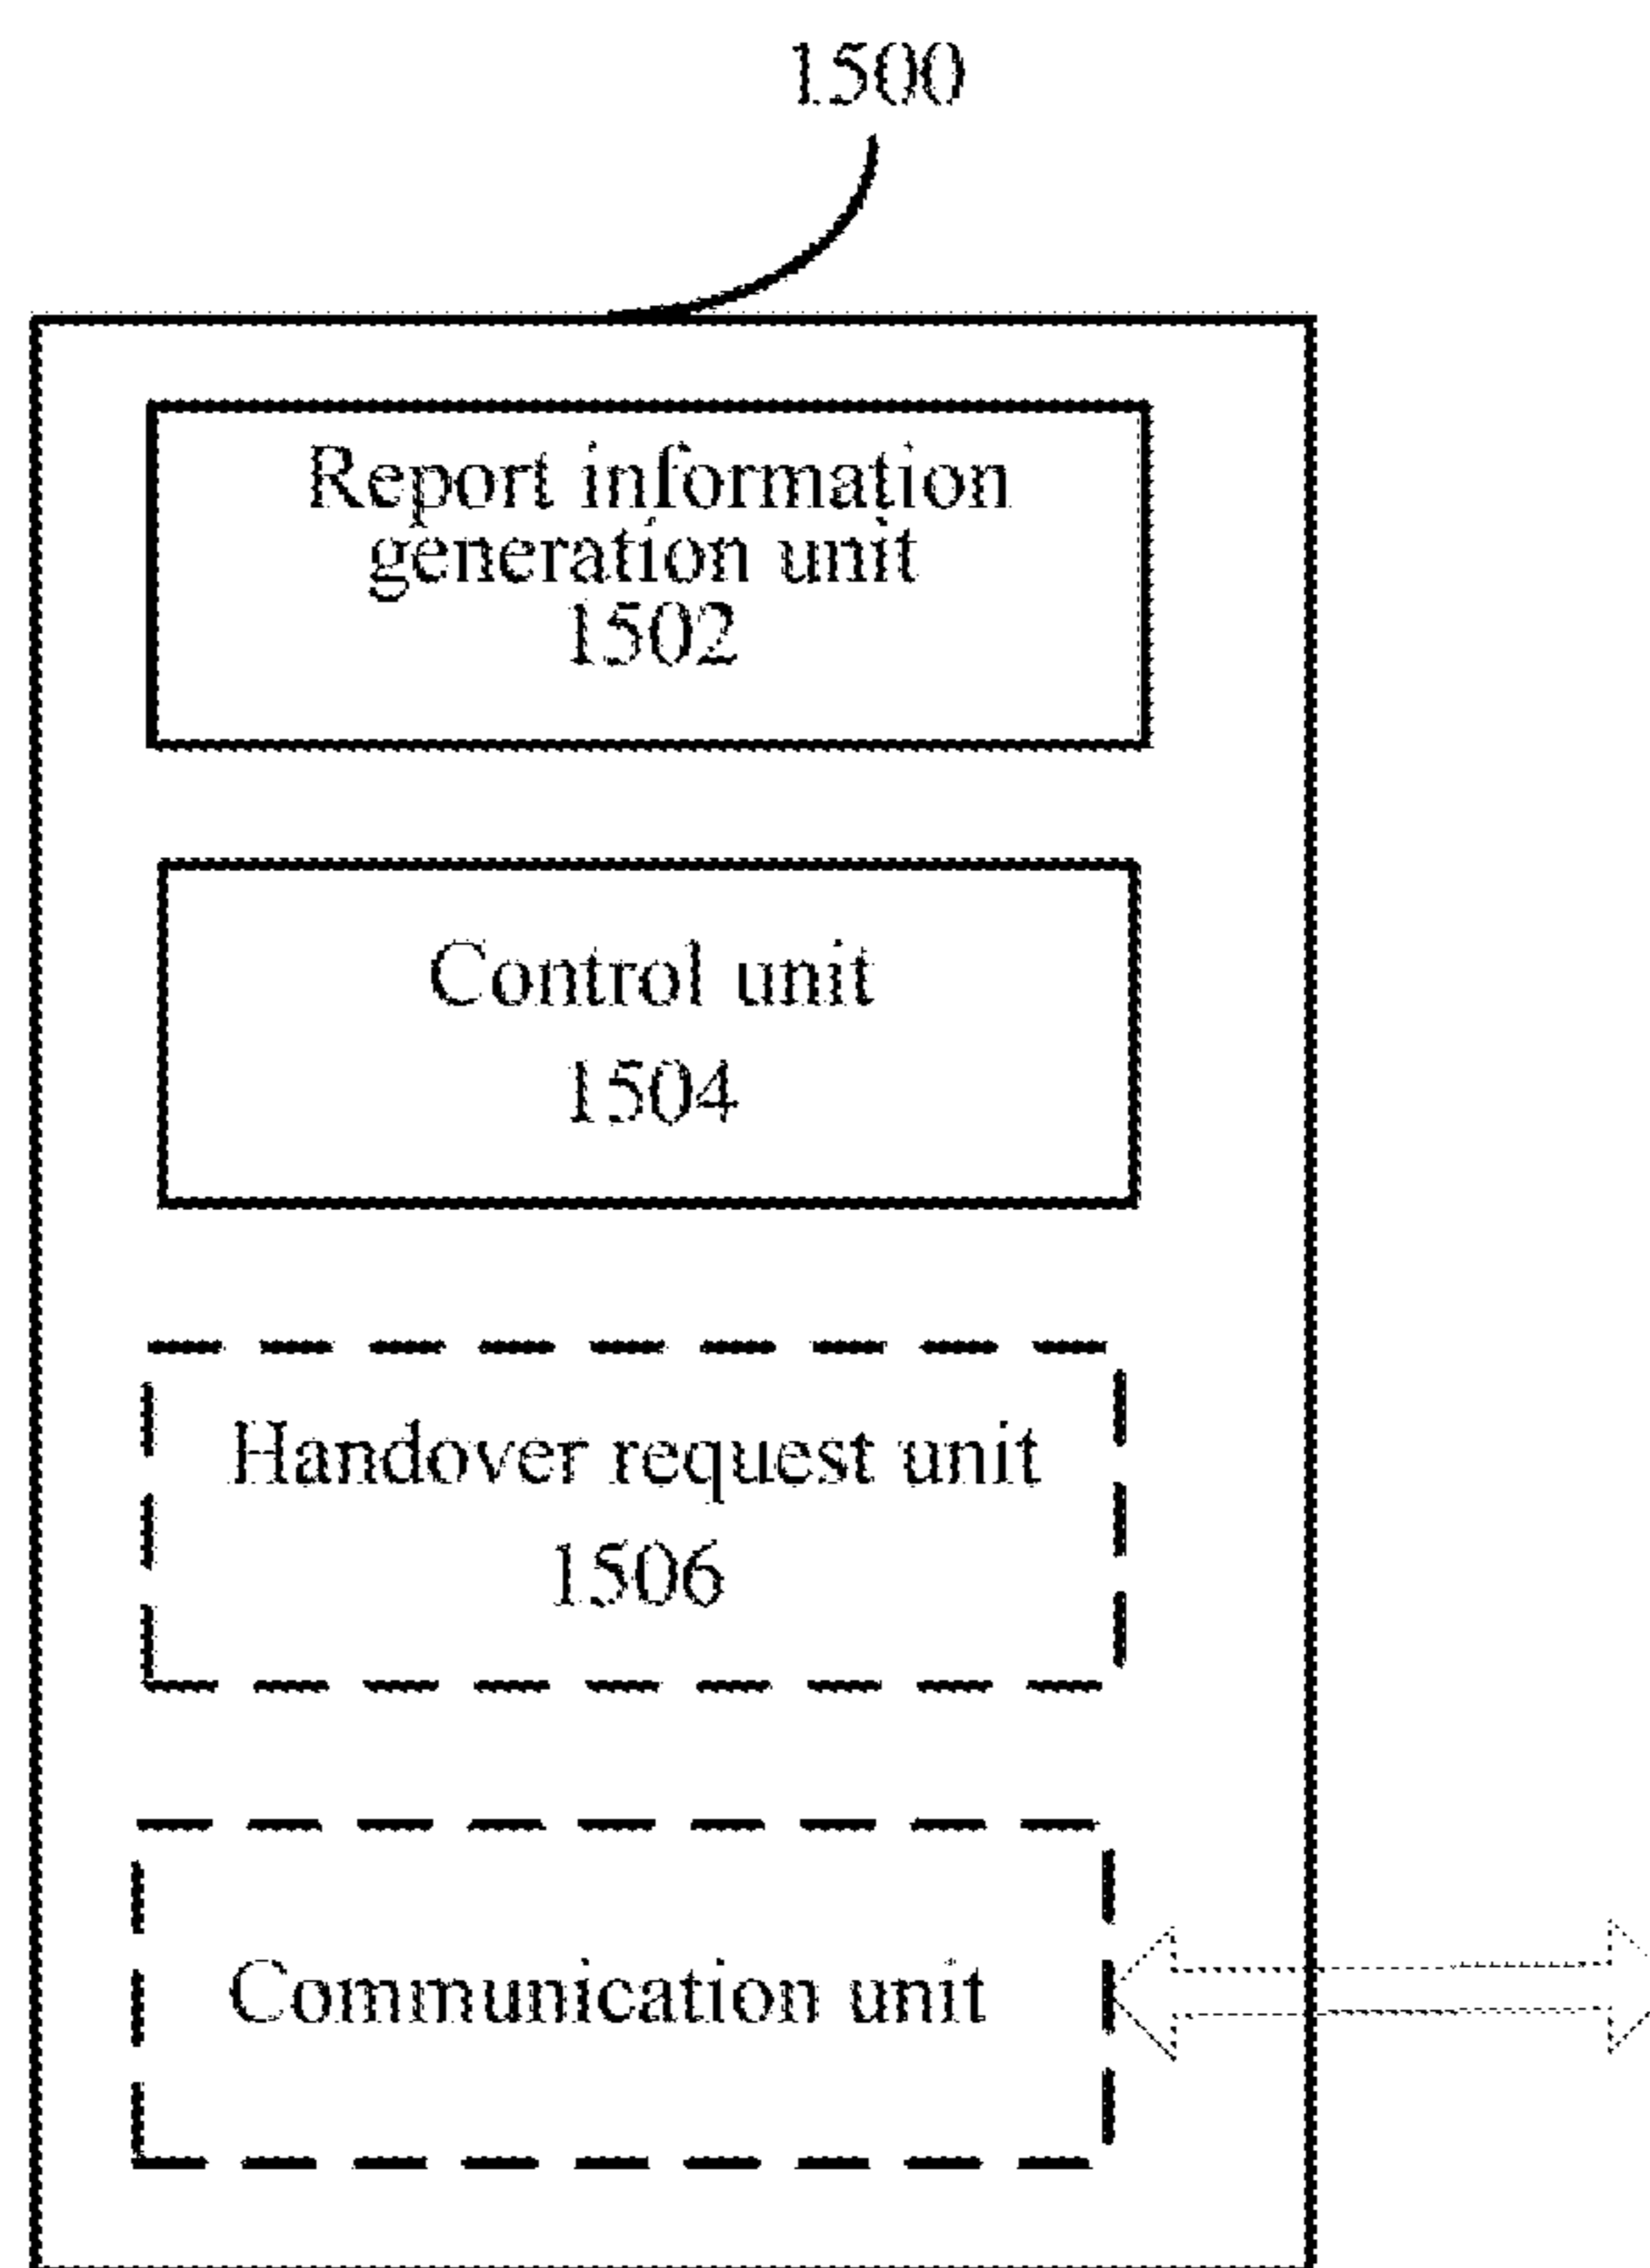 1500
Report information
generation unit
1502
Control unit
1504
Handover request unit
1506
Communication unit